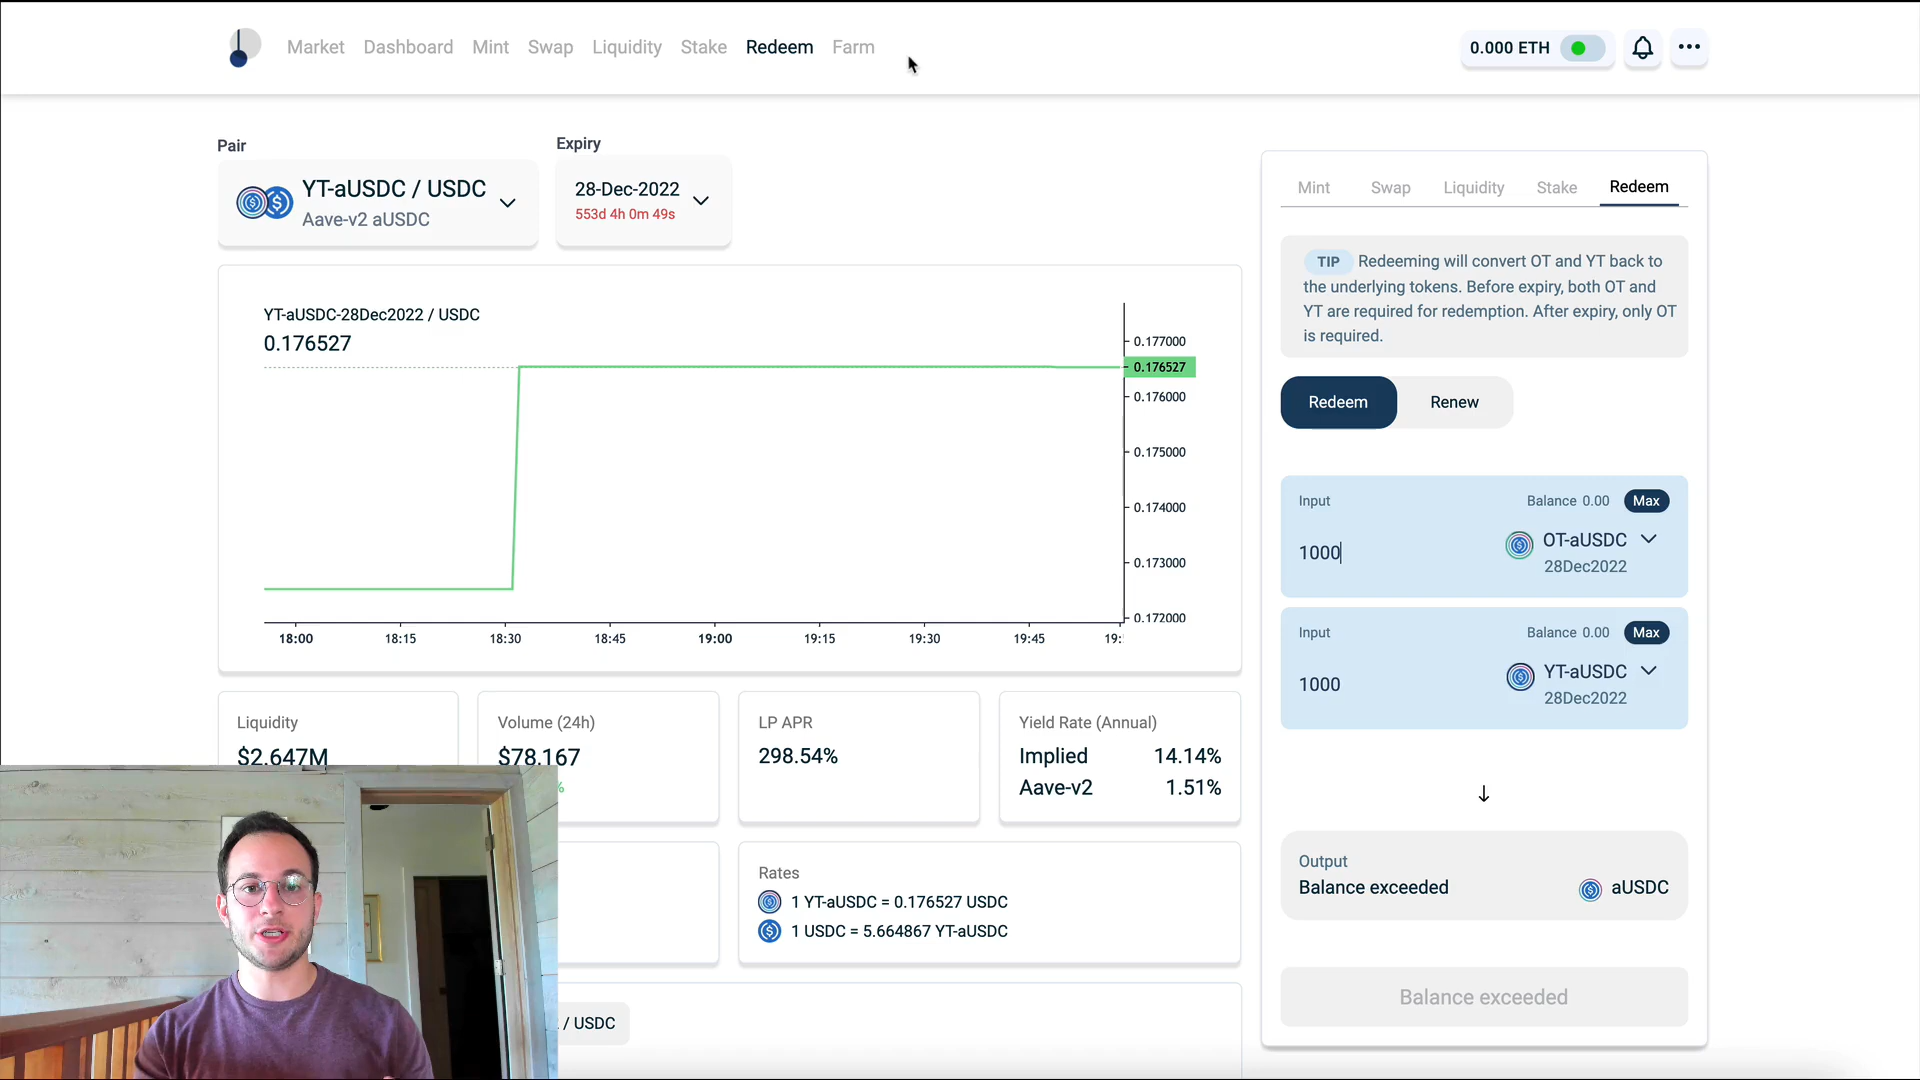 Market Dashboard Mint Swap Liquidity Stake Redeem Farm
0.000 ETH
Pair
YT-aUSDC / USDC
Aave-v2 aUSDC
Expiry
28-Dec-2022
553d 4h 0m 49s
YT-aUSDC-28Dec2022 / USDC
0.176527
0.177000
0.176527
0.176000
0.175000
0.174000
0.173000
0.172000
18:00 18:15 18:30 18:45 19:00 19:15 19:30 19:45 19:
Liquidity
$2.647M
Volume (24h)
$78,167
%
LP APR
298.54%
Yield Rate (Annual)
Implied 14.14%
Aave-v2 1.51%
Rates
1 YT-aUSDC = 0.176527 USDC
1 USDC = 5.664867 YT-aUSDC
/ USDC
Mint Swap Liquidity Stake Redeem
TIP Redeeming will convert OT and YT back to
the underlying tokens. Before expiry, both OT and
YT are required for redemption. After expiry, only OT
is required.
Redeem Renew
Input Balance 0.00 Max
1000 OT-aUSDC
28Dec2022
Input Balance 0.00 Max
1000 YT-aUSDC
28Dec2022
Output
Balance exceeded aUSDC
Balance exceeded